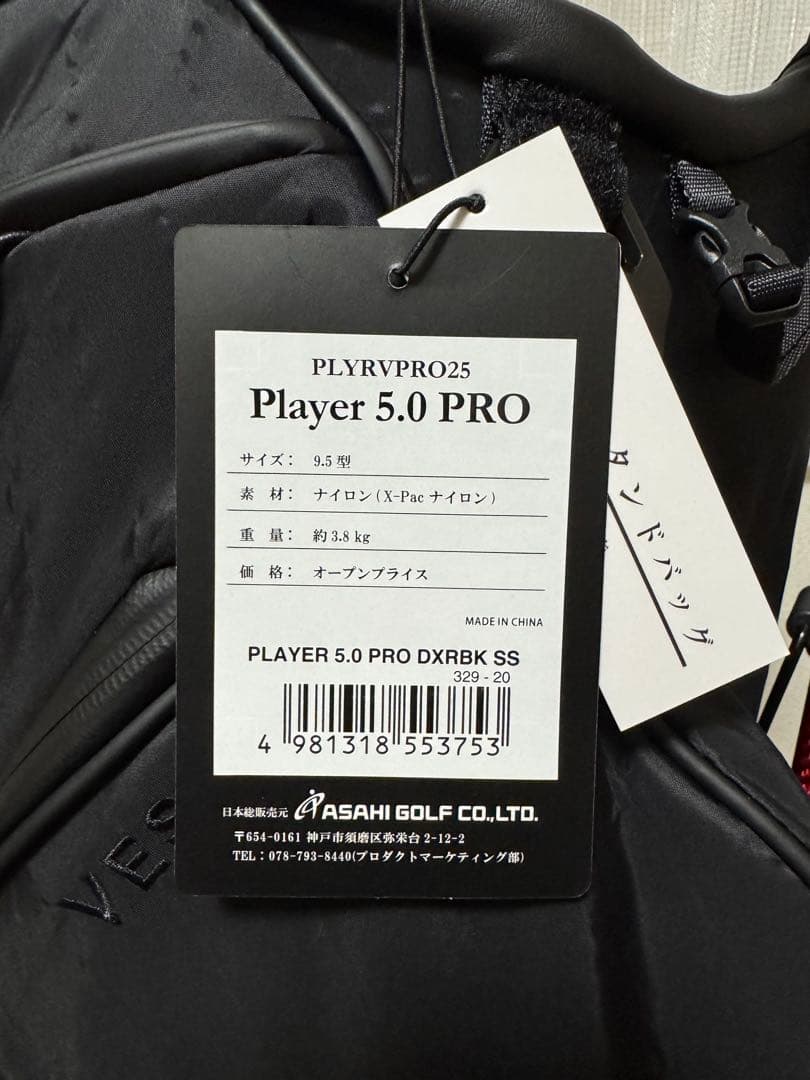 PLYRVPRO25
Player 5.0 PRO
サイズ： 9.5 型
素 材： ナイロン ( X-Pac ナイロン )
重 量： 約 3.8 kg
価 格： オープンプライス
MADE IN CHINA
PLAYER 5.0 PRO DXRBK SS
329 - 20
4 981318 553753
日本総販売元 ASAHI GOLF CO.,LTD.
〒654-0161 神戸市須磨区弥栄台 2-12-2
TEL：078-793-8440(プロダクトマーケティング部)
ンドバッグ
VES